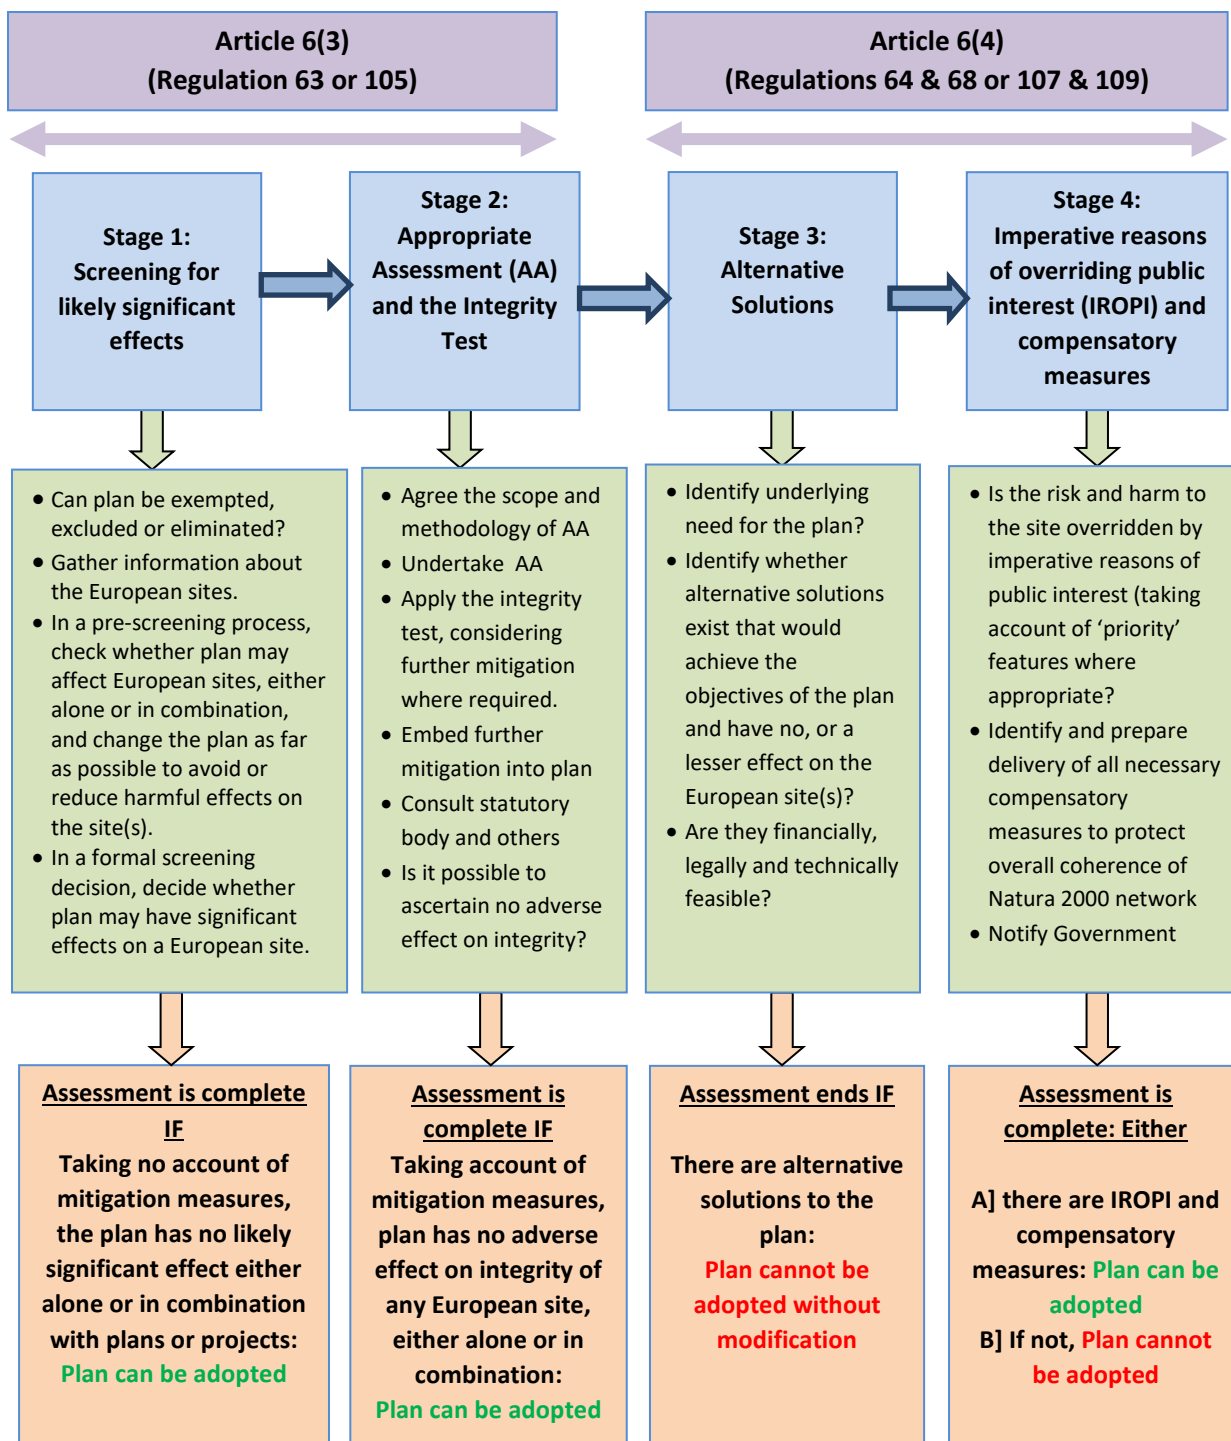 Article 6(3)
(Regulation 63 or 105)
Article 6(4)
(Regulations 64 & 68 or 107 & 109)
Stage 1:
Screening for
likely significant
effects
Stage 2:
Appropriate
Assessment (AA)
and the Integrity
Test
Stage 3:
Alternative
Solutions
Stage 4:
Imperative reasons
of overriding public
interest (IROPI) and
compensatory
measures
• Can plan be exempted,
excluded or eliminated?
• Gather information about
the European sites.
• In a pre-screening process,
check whether plan may
affect European sites, either
alone or in combination,
and change the plan as far
as possible to avoid or
reduce harmful effects on
the site(s).
• In a formal screening
decision, decide whether
plan may have significant
effects on a European site.
• Agree the scope and
methodology of AA
• Undertake AA
• Apply the integrity
test, considering
further mitigation
where required.
• Embed further
mitigation into plan
• Consult statutory
body and others
• Is it possible to
ascertain no adverse
effect on integrity?
• Identify underlying
need for the plan?
• Identify whether
alternative solutions
exist that would
achieve the
objectives of the plan
and have no, or a
lesser effect on the
European site(s)?
• Are they financially,
legally and technically
feasible?
• Is the risk and harm to
the site overridden by
imperative reasons of
public interest (taking
account of ‘priority’
features where
appropriate?
• Identify and prepare
delivery of all necessary
compensatory
measures to protect
overall coherence of
Natura 2000 network
• Notify Government
Assessment is complete
IF
Taking no account of
mitigation measures,
the plan has no likely
significant effect either
alone or in combination
with plans or projects:
Plan can be adopted
Assessment is
complete IF
Taking account of
mitigation measures,
plan has no adverse
effect on integrity of
any European site,
either alone or in
combination:
Plan can be adopted
Assessment ends IF
There are alternative
solutions to the
plan:
Plan cannot be
adopted without
modification
Assessment is
complete: Either
A] there are IROPI and
compensatory
measures: Plan can be
adopted
B] If not, Plan cannot
be adopted